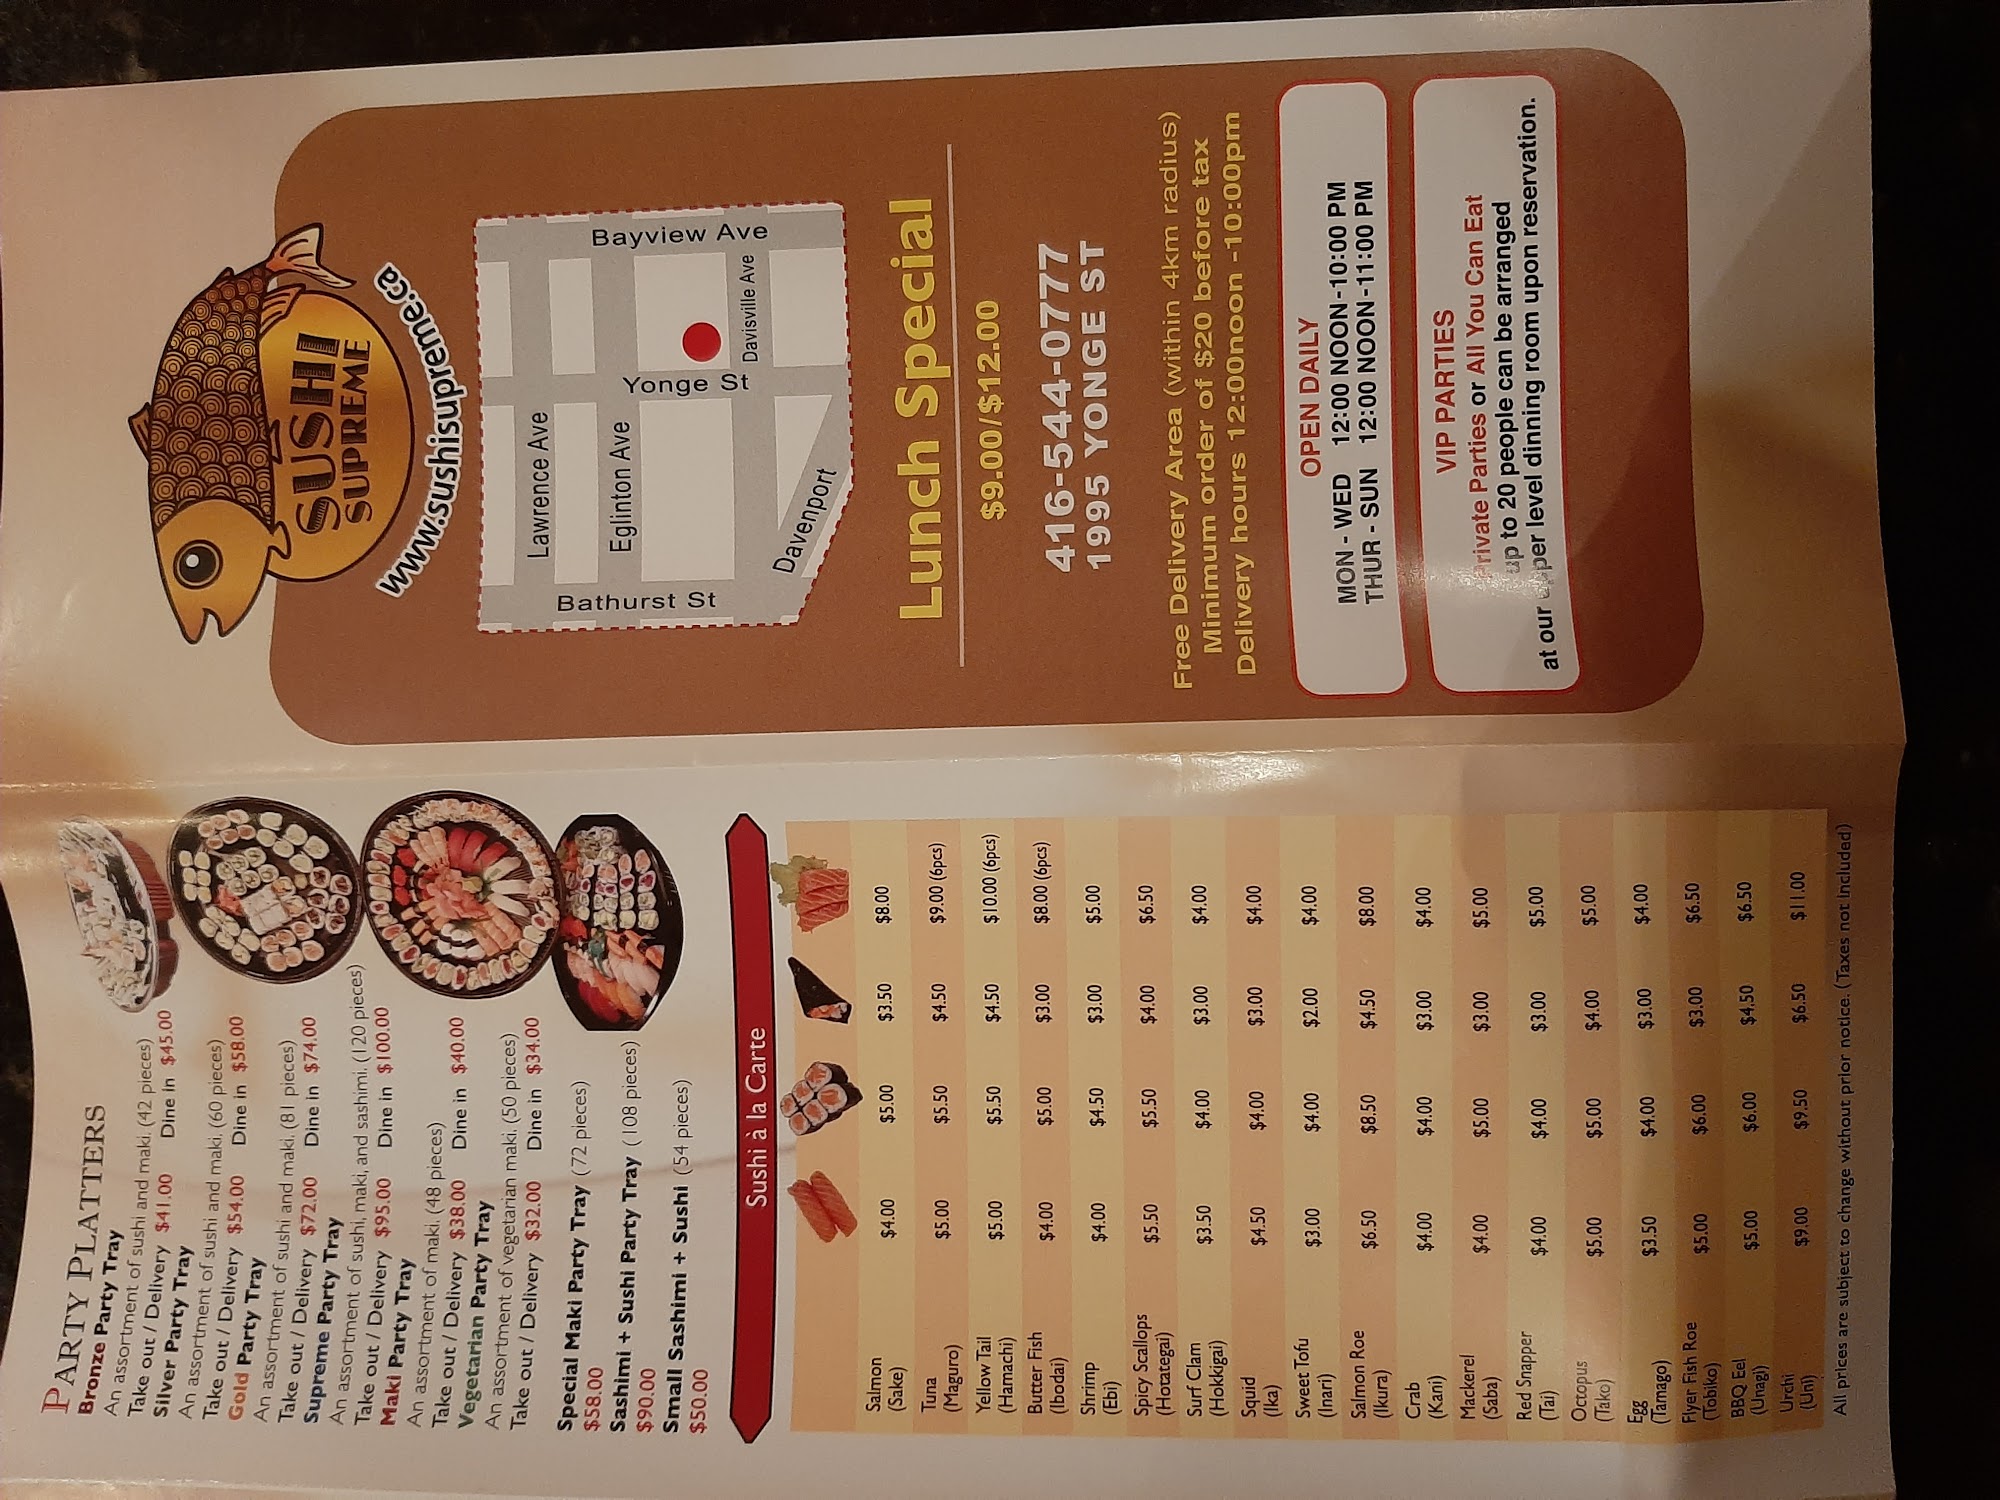 PARTY PLATTERS
Bronze Party Tray
An assortment of sushi and maki. (42 pieces)
Take out / Delivery $41.00 Dine in $45.00
Silver Party Tray
An assortment of sushi and maki. (60 pieces)
Take out / Delivery $54.00 Dine in $58.00
Gold Party Tray
An assortment of sushi and maki. (81 pieces)
Take out / Delivery $72.00 Dine in $74.00
Supreme Party Tray
An assortment of sushi, maki, and sashimi. (120 pieces)
Take out / Delivery $95.00 Dine in $100.00
Maki Party Tray
An assortment of maki. (48 pieces)
Take out / Delivery $38.00 Dine in $40.00
Vegetarian Party Tray
An assortment of vegetarian maki. (50 pieces)
Take out / Delivery $32.00 Dine in $34.00
Special Maki Party Tray (72 pieces)
$58.00
Sashimi + Sushi Party Tray (108 pieces)
$90.00
Small Sashimi + Sushi (54 pieces)
$50.00
Sushi à la Carte
Salmon $4.00 $5.00 $3.50 $8.00
(Sake)
Tuna $5.00 $5.50 $4.50 $9.00 (6pcs)
(Maguro)
Yellow Tail $5.00 $5.50 $4.50 $10.00 (6pcs)
(Hamachi)
Butter Fish $4.00 $5.00 $3.00 $8.00 (6pcs)
(Ibodai)
Shrimp $4.00 $4.50 $3.00 $5.00
(Ebi)
Spicy Scallops $5.50 $5.50 $4.00 $6.50
(Hotategai)
Surf Clam $3.50 $4.00 $3.00 $4.00
(Hokkigai)
Squid $4.50 $4.00 $3.00 $4.00
(Ika)
Sweet Tofu $3.00 $4.00 $2.00 $4.00
(Inari)
Salmon Roe $6.50 $8.50 $4.50 $8.00
(Ikura)
Crab $4.00 $4.00 $3.00 $4.00
(Kani)
Mackerel $4.00 $5.00 $3.00 $5.00
(Saba)
Red Snapper $4.00 $4.00 $3.00 $5.00
(Tai)
Octopus $5.00 $5.00 $4.00 $5.00
(Tako)
Egg $3.50 $4.00 $3.00 $4.00
(Tamago)
Flyer Fish Roe $5.00 $6.00 $3.00 $6.50
(Tobiko)
BBQ Eel $5.00 $6.00 $4.50 $6.50
(Unagi)
Urchi $9.00 $9.50 $6.50 $11.00
(Uni)
All prices are subject to change without prior notice. (Taxes not Included)
SUSHI
SUPREME
www.sushisupreme.ca
Lawrence Ave
Eglinton Ave
Bathurst St
Yonge St
Bayview Ave
Davisville Ave
Davenport
Lunch Special
$9.00/$12.00
416-544-0777
1995 YONGE ST
Free Delivery Area (within 4km radius)
Minimum order of $20 before tax
Delivery hours 12:00noon -10:00pm
OPEN DAILY
MON - WED 12:00 NOON-10:00 PM
THUR - SUN 12:00 NOON-11:00 PM
VIP PARTIES
Private Parties or All You Can Eat
up to 20 people can be arranged
at our upper level dinning room upon reservation.